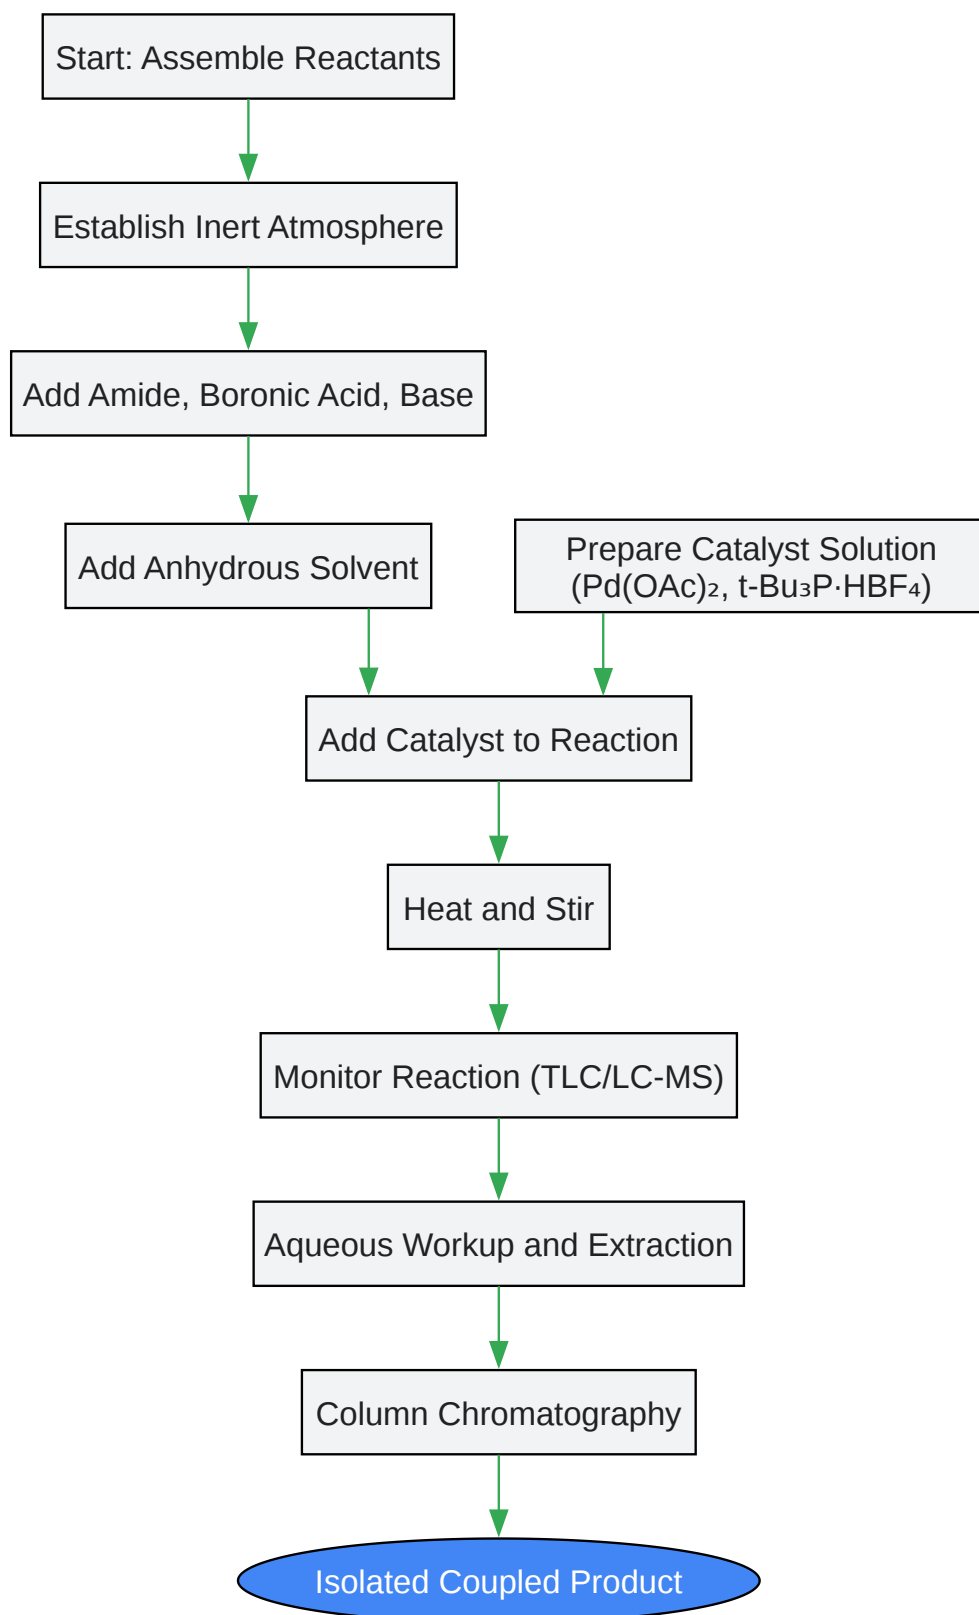 Start: Assemble Reactants
Establish Inert Atmosphere
Add Amide, Boronic Acid, Base
Add Anhydrous Solvent
Prepare Catalyst Solution
(Pd(OAc)₂, t-Bu₃P·HBF₄)
Add Catalyst to Reaction
Heat and Stir
Monitor Reaction (TLC/LC-MS)
Aqueous Workup and Extraction
Column Chromatography
Isolated Coupled Product